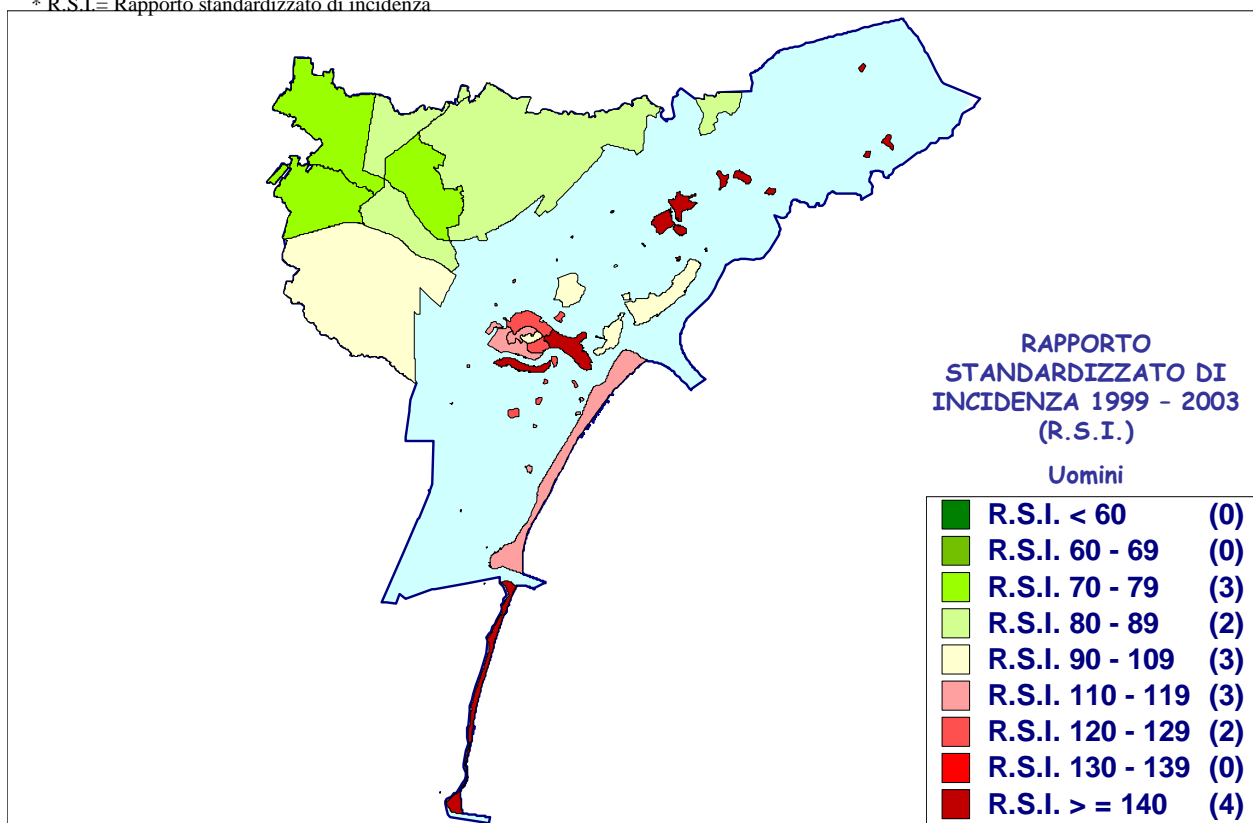 * R.S.I.= Rapporto standardizzato di incidenza
RAPPORTO
STANDARDIZZATO DI
INCIDENZA 1999 - 2003
(R.S.I.)
Uomini
R.S.I. < 60 (0)
R.S.I. 60 - 69 (0)
R.S.I. 70 - 79 (3)
R.S.I. 80 - 89 (2)
R.S.I. 90 - 109 (3)
R.S.I. 110 - 119 (3)
R.S.I. 120 - 129 (2)
R.S.I. 130 - 139 (0)
R.S.I. > = 140 (4)